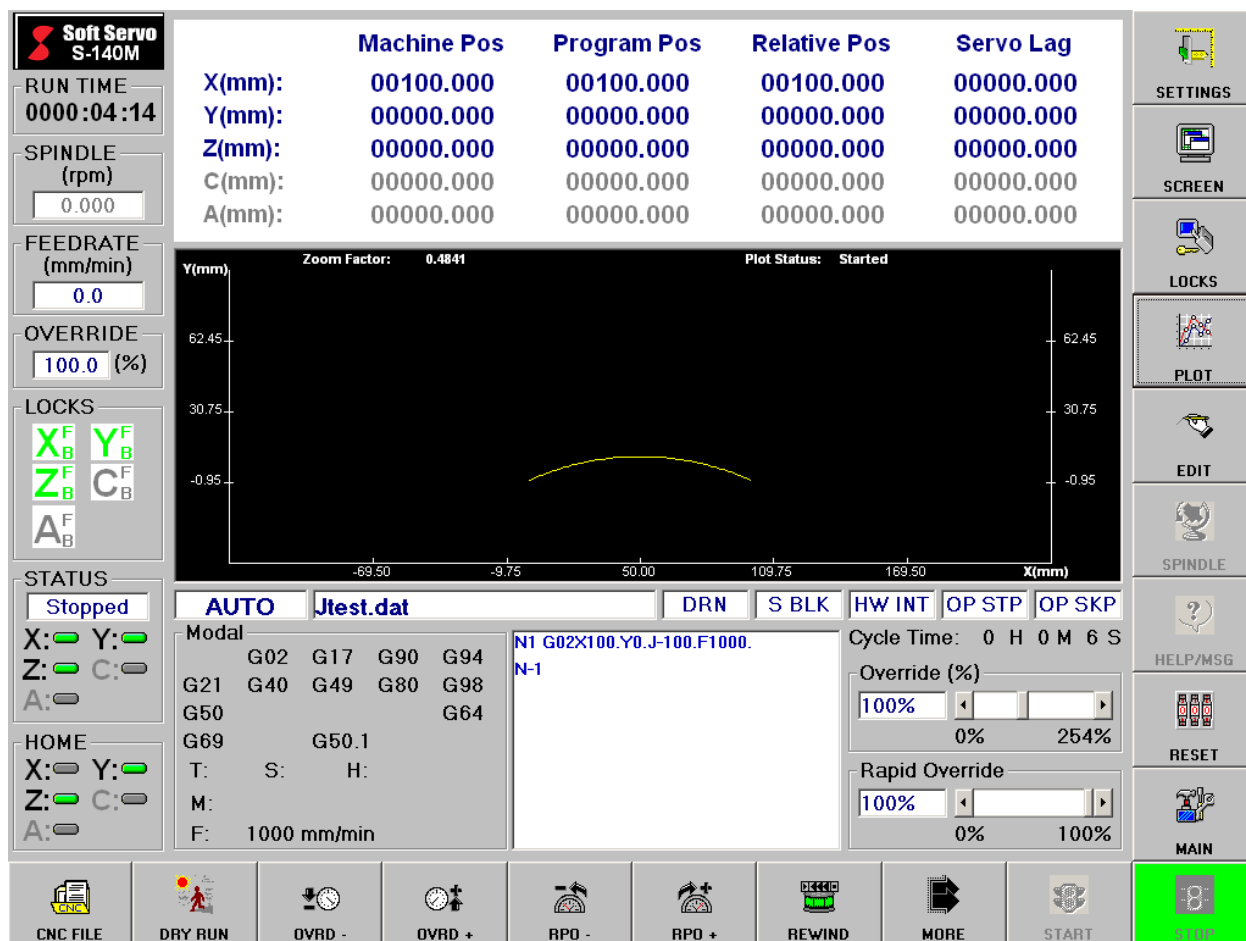 Soft Servo
S-140M
RUN TIME
0000:04:14
SPINDLE
(rpm)
0.000
FEEDRATE
(mm/min)
0.0
OVERRIDE
100.0 (%)
LOCKS
X F B Y F B
Z F B C F B
A F B
STATUS
Stopped
X: Y:
Z: C:
A:
HOME
X: Y:
Z: C:
A:
Machine Pos Program Pos Relative Pos Servo Lag
X(mm): 00100.000 00100.000 00100.000 00000.000
Y(mm): 00000.000 00000.000 00000.000 00000.000
Z(mm): 00000.000 00000.000 00000.000 00000.000
C(mm): 00000.000 00000.000 00000.000 00000.000
A(mm): 00000.000 00000.000 00000.000 00000.000
Zoom Factor: 0.4841 Plot Status: Started
Y(mm)
62.45 62.45
30.75 30.75
-0.95 -0.95
-69.50 -9.75 50.00 109.75 169.50 X(mm)
AUTO Jtest.dat DRN S BLK HW INT OP STP OP SKP
Modal
G02 G17 G90 G94
G21 G40 G49 G80 G98
G50 G64
G69 G50.1
T: S: H:
M:
F: 1000 mm/min
N1 G02X100.Y0.J-100.F1000.
N-1
Cycle Time: 0 H 0 M 6 S
Override (%)
100%
0% 254%
Rapid Override
100%
0% 100%
SETTINGS
SCREEN
LOCKS
PLOT
EDIT
SPINDLE
HELP/MSG
RESET
MAIN
CNC
CNC FILE DRY RUN OVRD - OVRD + RPO - RPO + REWIND MORE START STOP